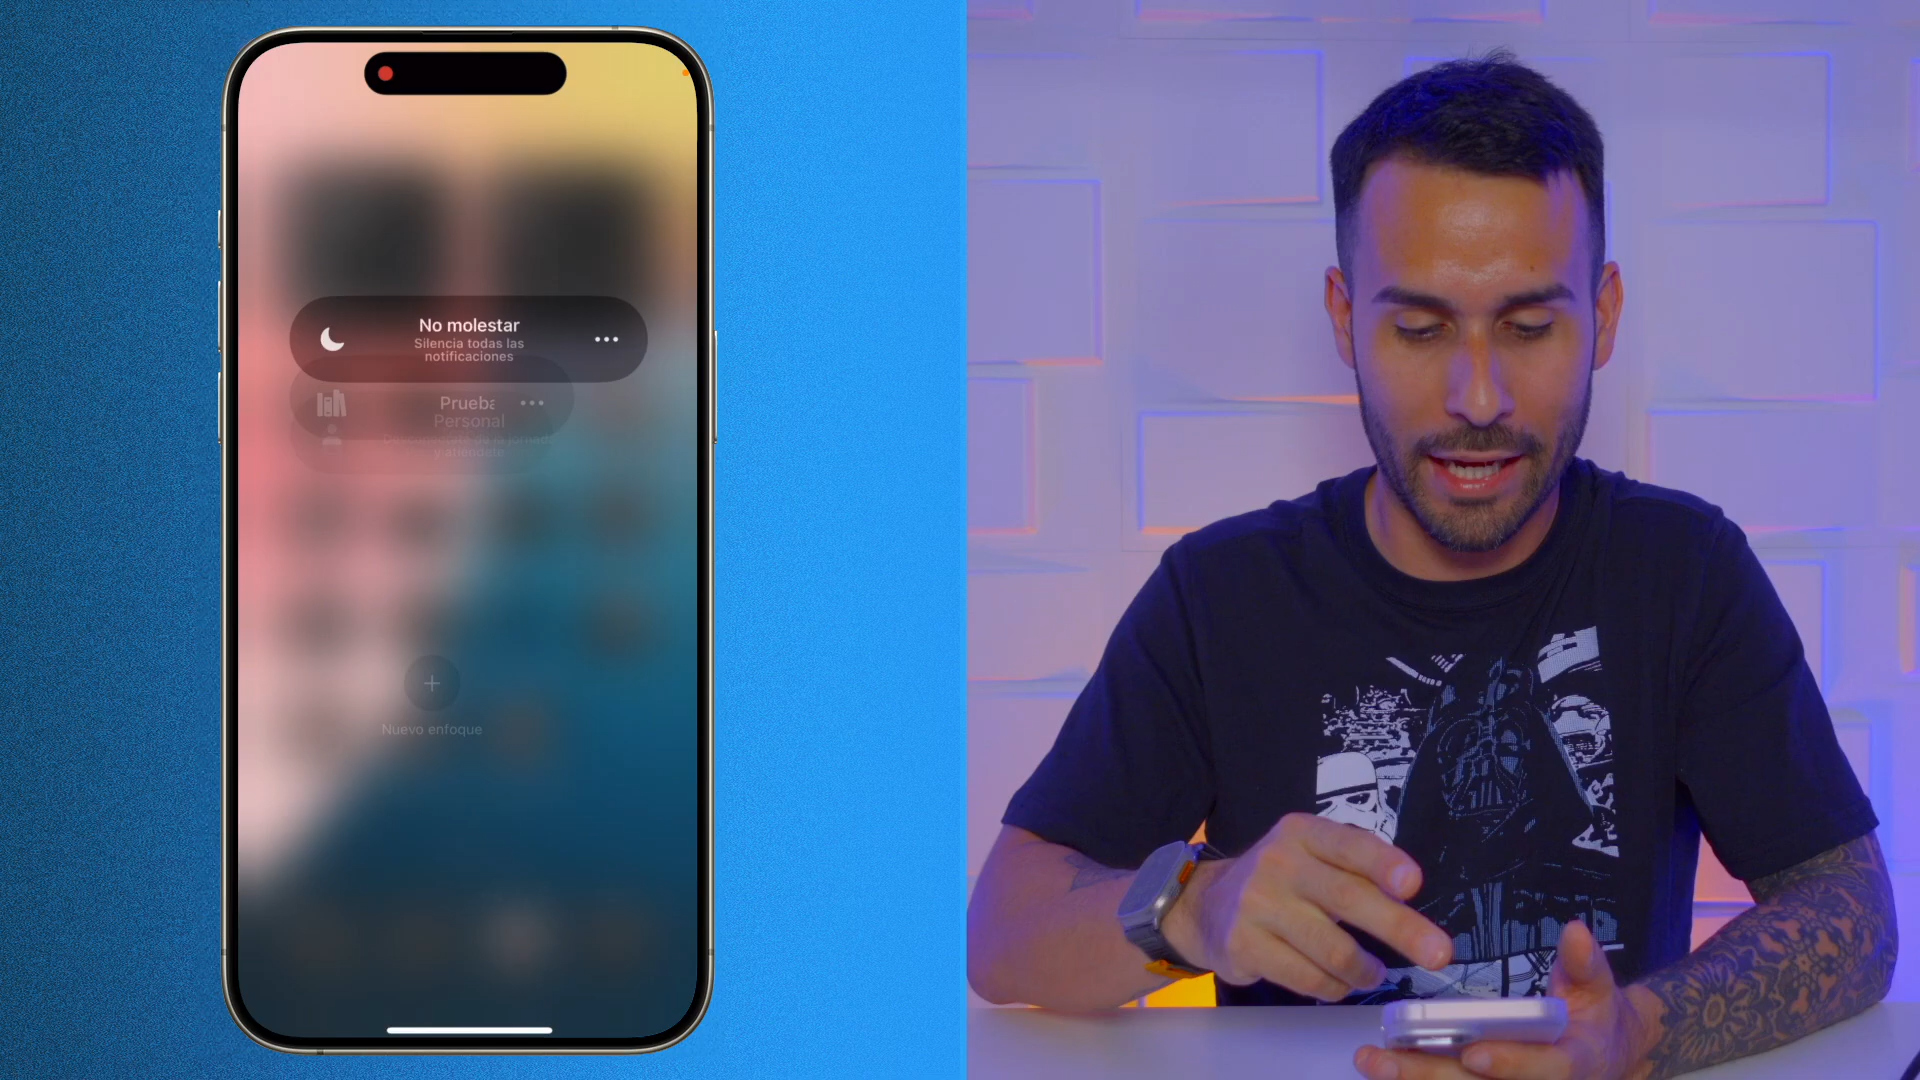 No molestar
Silencia todas las
notificaciones
Prueba
Personal
Nuevo enfoque